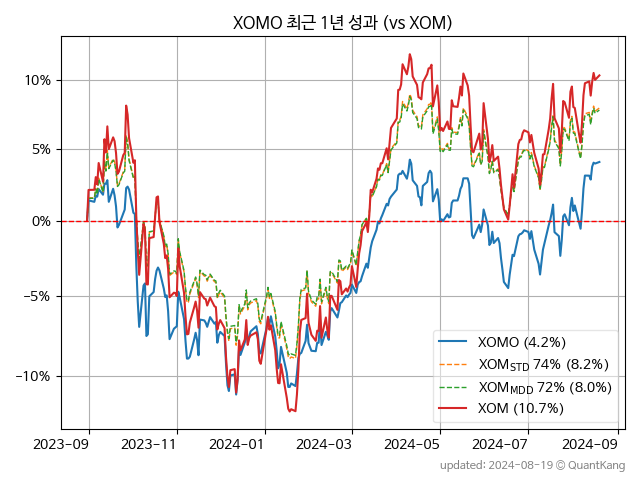 XOMO 최근 1년 성과 (vs XOM)
10%
5%
0%
−5%
−10%
XOMO (4.2%)
XOM_STD 74% (8.2%)
XOM_MDD 72% (8.0%)
XOM (10.7%)
2023−09 2023−11 2024−01 2024−03 2024−05 2024−07 2024−09
updated: 2024-08-19 © QuantKang